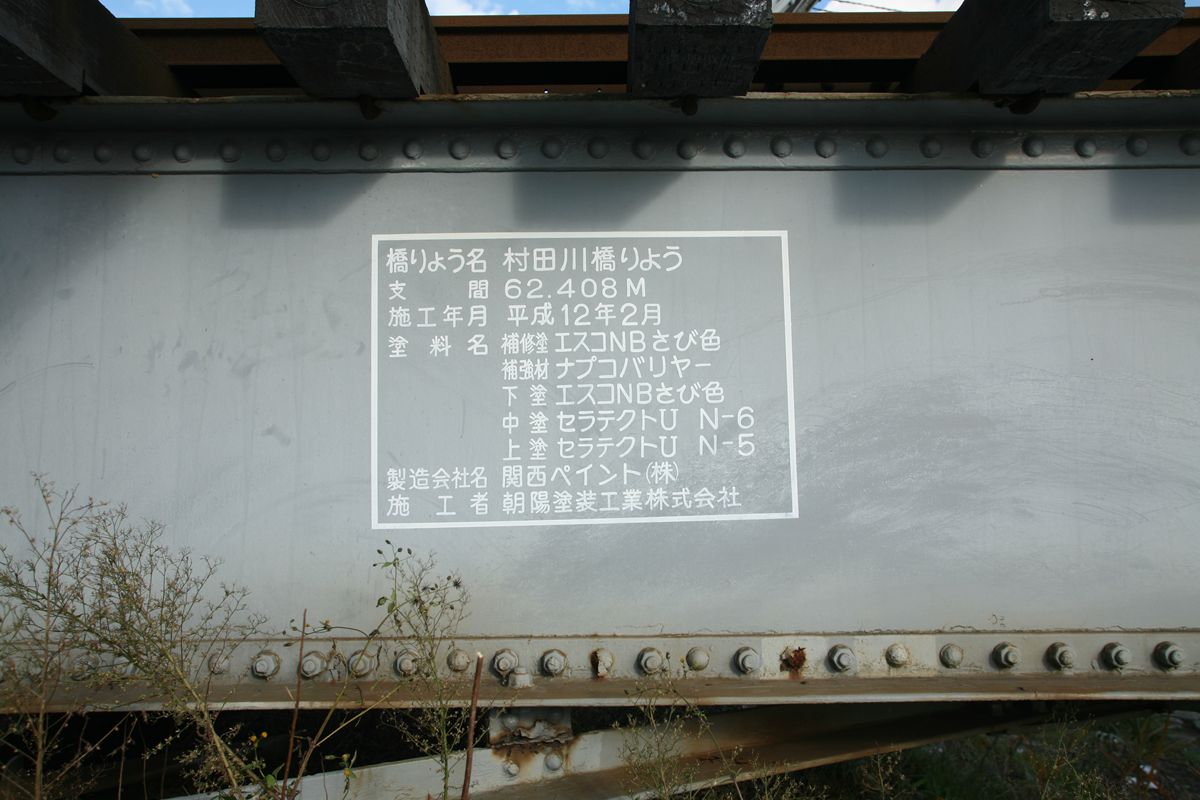 橋りょう名 村田川橋りょう
支間 62.408M
施工年月 平成12年2月
塗料名 補修塗 エスコNBさび色
補強材 ナプコバリヤー
下塗 エスコNBさび色
中塗 セラテクトU N-6
上塗 セラテクトU N-5
製造会社名 関西ペイント(株)
施工者 朝陽塗装工業株式会社